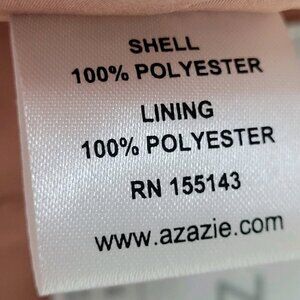 SHELL
100% POLYESTER
LINING
100% POLYESTER
RN 155143
www.azazie.com